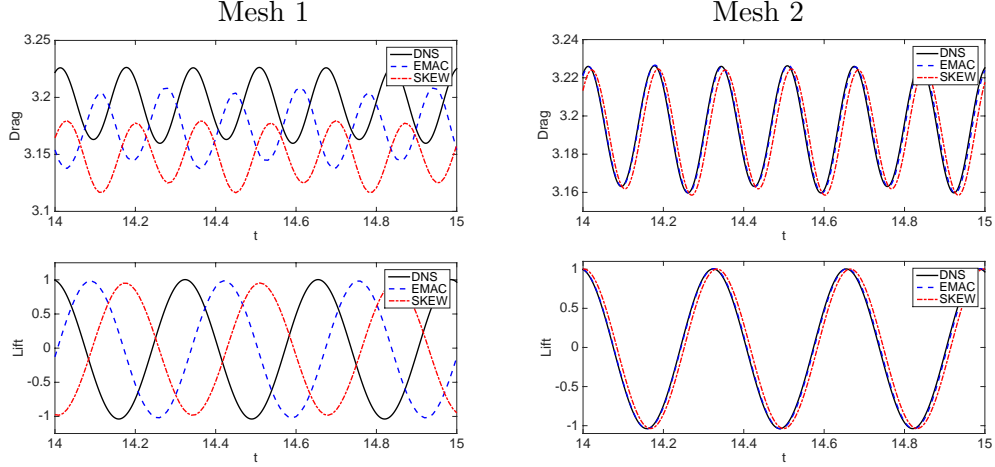 Mesh 1
Mesh 2
3.25
3.2
3.15
3.1
Drag
DNS
EMAC
SKEW
14
14.2
14.4
14.6
14.8
15
t
3.24
3.22
3.2
3.18
3.16
Drag
DNS
EMAC
SKEW
14
14.2
14.4
14.6
14.8
15
t
1
0.5
0
-0.5
-1
Lift
DNS
EMAC
SKEW
14
14.2
14.4
14.6
14.8
15
t
1
0.5
0
-0.5
-1
Lift
DNS
EMAC
SKEW
14
14.2
14.4
14.6
14.8
15
t